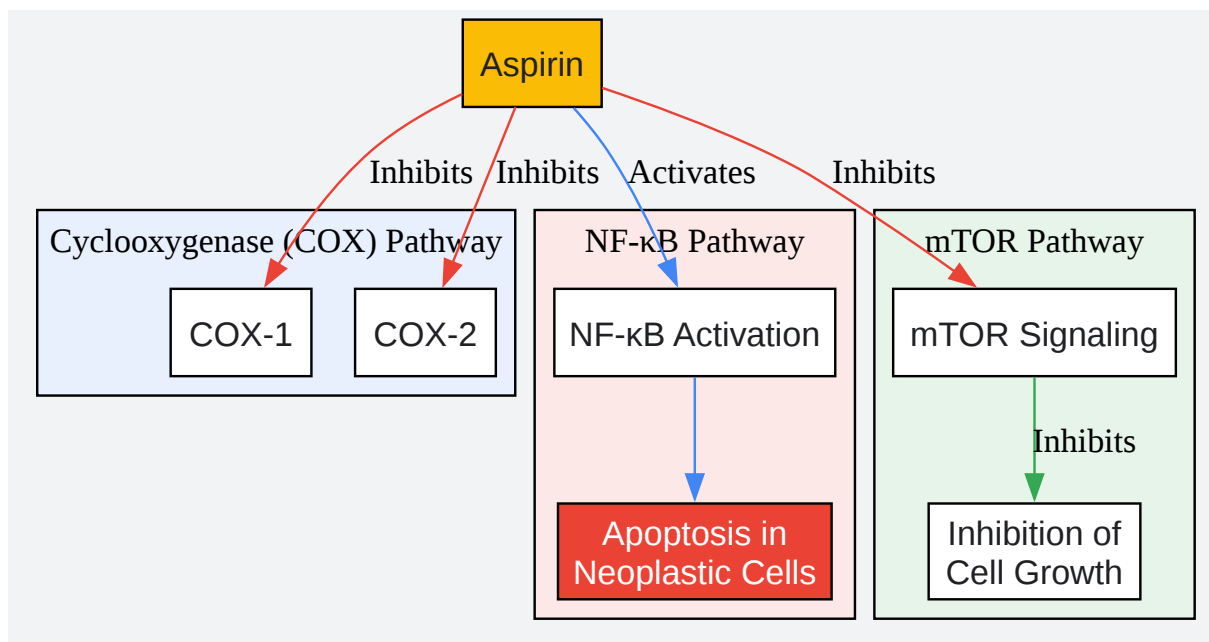 Aspirin
Inhibits
Inhibits
Activates
Inhibits
Cyclooxygenase (COX) Pathway
NF-κB Pathway
mTOR Pathway
COX-1
COX-2
NF-κB Activation
mTOR Signaling
Inhibits
Apoptosis in
Neoplastic Cells
Inhibition of
Cell Growth